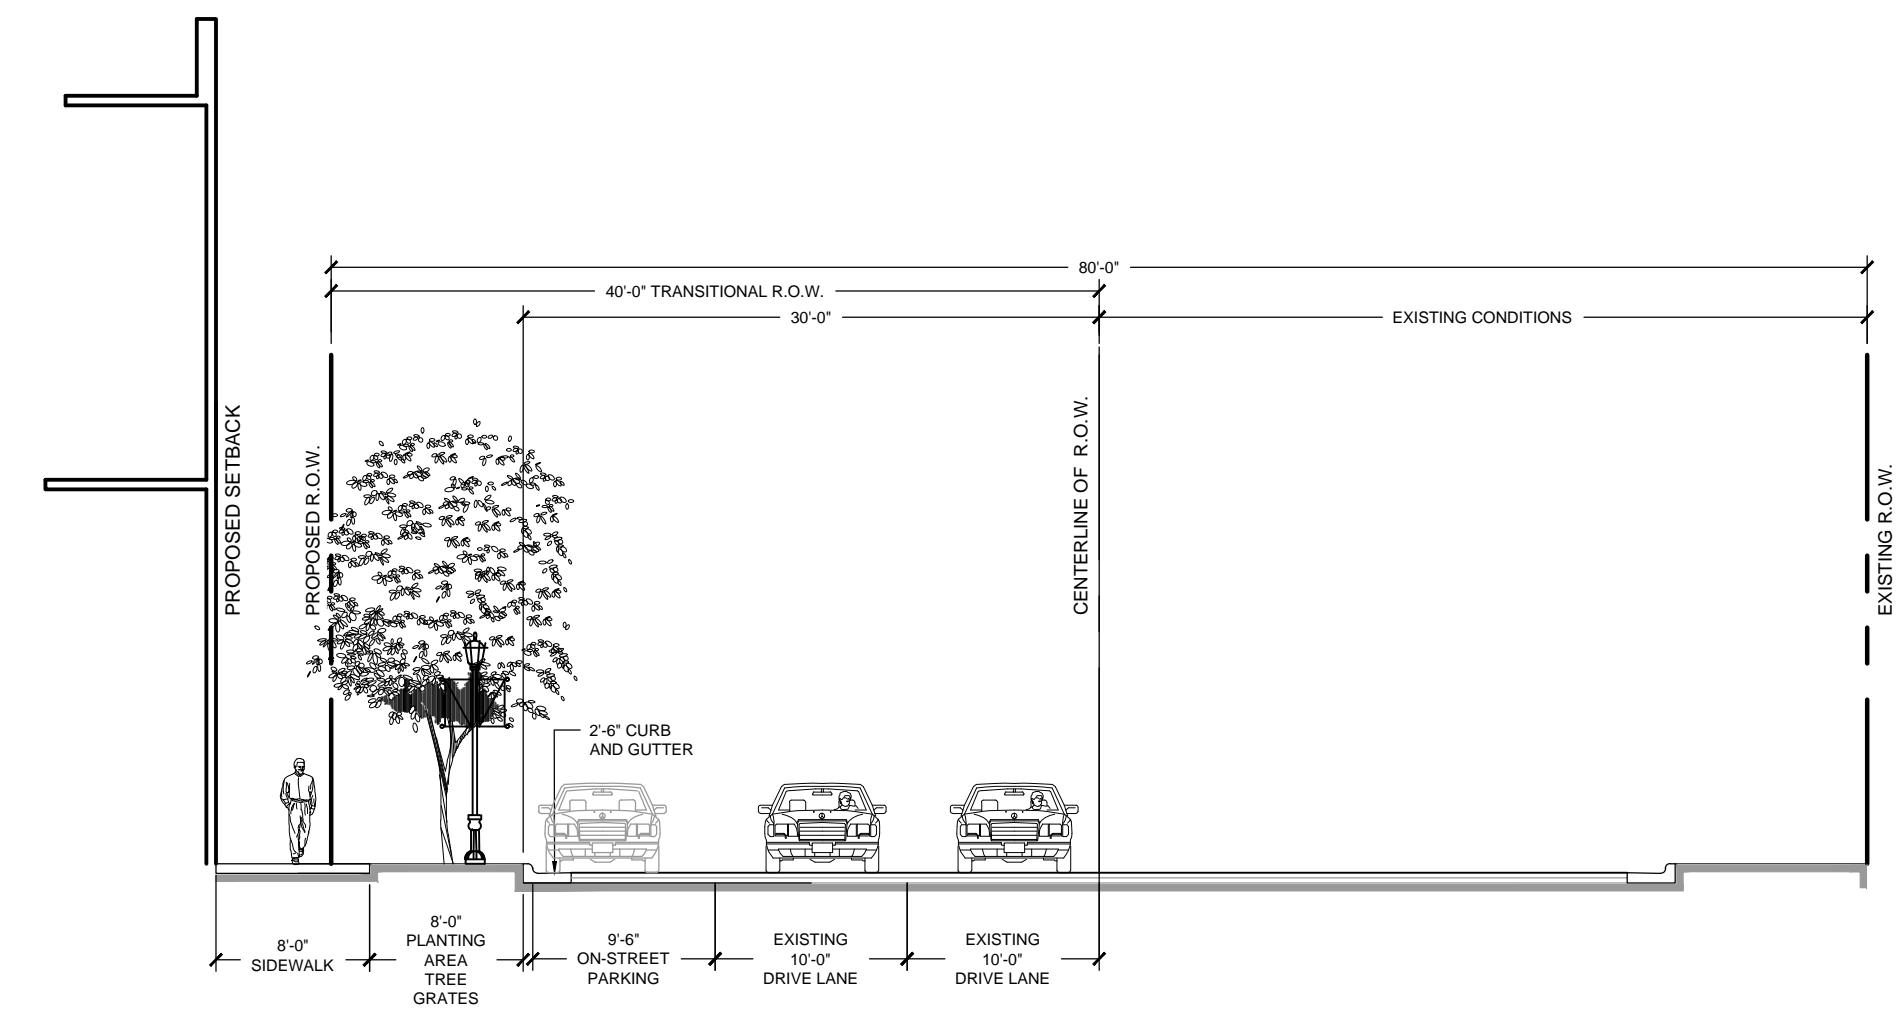 80'-0"
40'-0" TRANSITIONAL R.O.W.
30'-0"
EXISTING CONDITIONS
PROPOSED SETBACK
PROPOSED R.O.W.
CENTERLINE OF R.O.W.
EXISTING R.O.W.
2'-6" CURB
AND GUTTER
8'-0"
SIDEWALK
8'-0"
PLANTING
AREA
TREE
GRATES
9'-6"
ON-STREET
PARKING
EXISTING
10'-0"
DRIVE LANE
EXISTING
10'-0"
DRIVE LANE